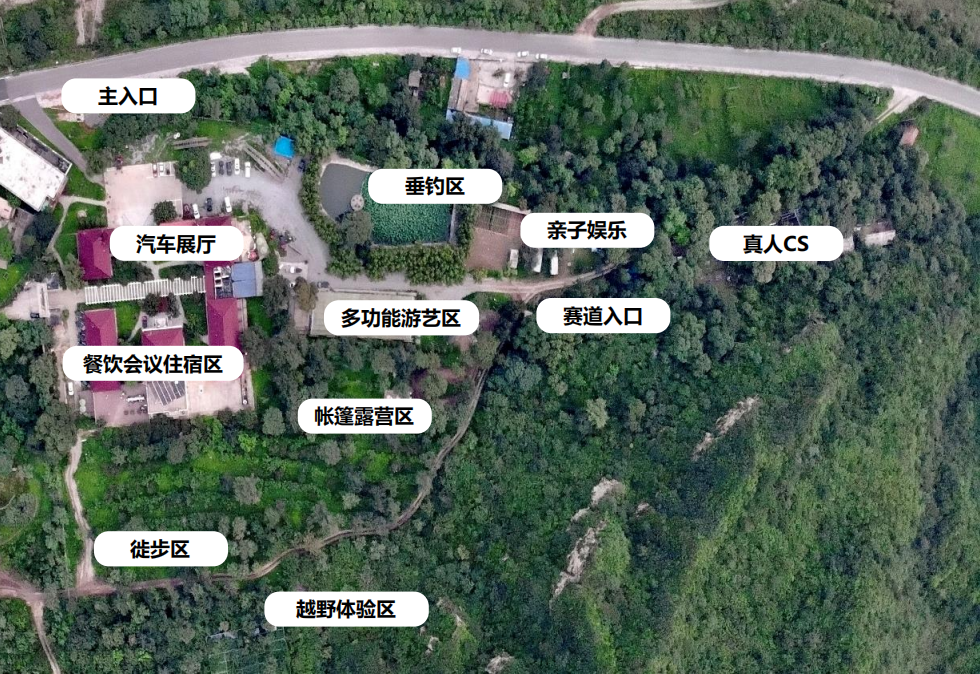 主入口
垂钓区
亲子娱乐
汽车展厅
真人CS
多功能游艺区
赛道入口
餐饮会议住宿区
帐篷露营区
徙步区
越野体验区